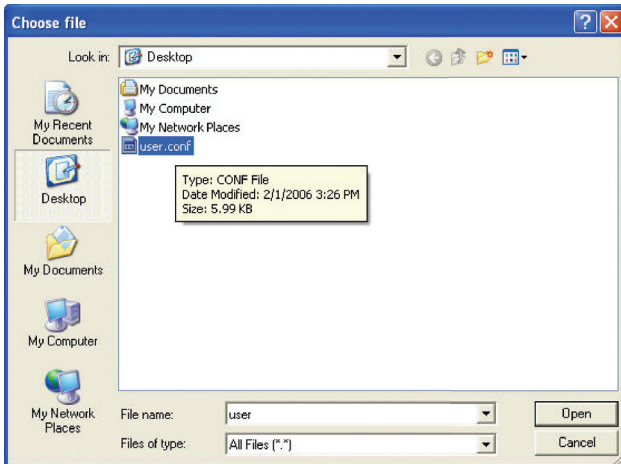 Choose file
Look in: Desktop
My Documents
My Computer
My Network Places
user.conf
Type: CONF File
Date Modified: 2/1/2006 3:26 PM
Size: 5.99 KB
My Recent
Documents
Desktop
My Documents
My Computer
My Network
Places
File name: user Open
Files of type: All Files (*.*) Cancel